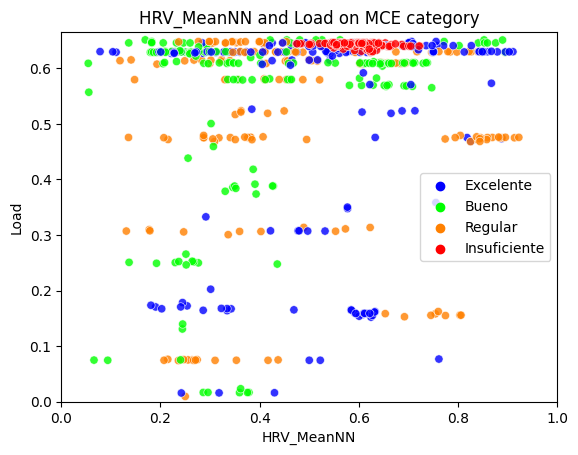 HRV_MeanNN and Load on MCE category
Load
0.6
0.5
0.4
0.3
0.2
0.1
0.0
Excelente
Bueno
Regular
Insuficiente
0.0 0.2 0.4 0.6 0.8 1.0
HRV_MeanNN